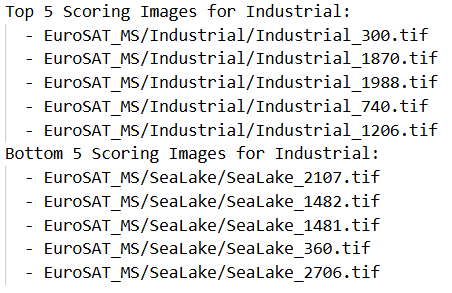 Top 5 Scoring Images for Industrial:
- EuroSAT_MS/Industrial/Industrial_300.tif
- EuroSAT_MS/Industrial/Industrial_1870.tif
- EuroSAT_MS/Industrial/Industrial_1988.tif
- EuroSAT_MS/Industrial/Industrial_740.tif
- EuroSAT_MS/Industrial/Industrial_1206.tif
Bottom 5 Scoring Images for Industrial:
- EuroSAT_MS/SeaLake/SeaLake_2107.tif
- EuroSAT_MS/SeaLake/SeaLake_1482.tif
- EuroSAT_MS/SeaLake/SeaLake_1481.tif
- EuroSAT_MS/SeaLake/SeaLake_360.tif
- EuroSAT_MS/SeaLake/SeaLake_2706.tif